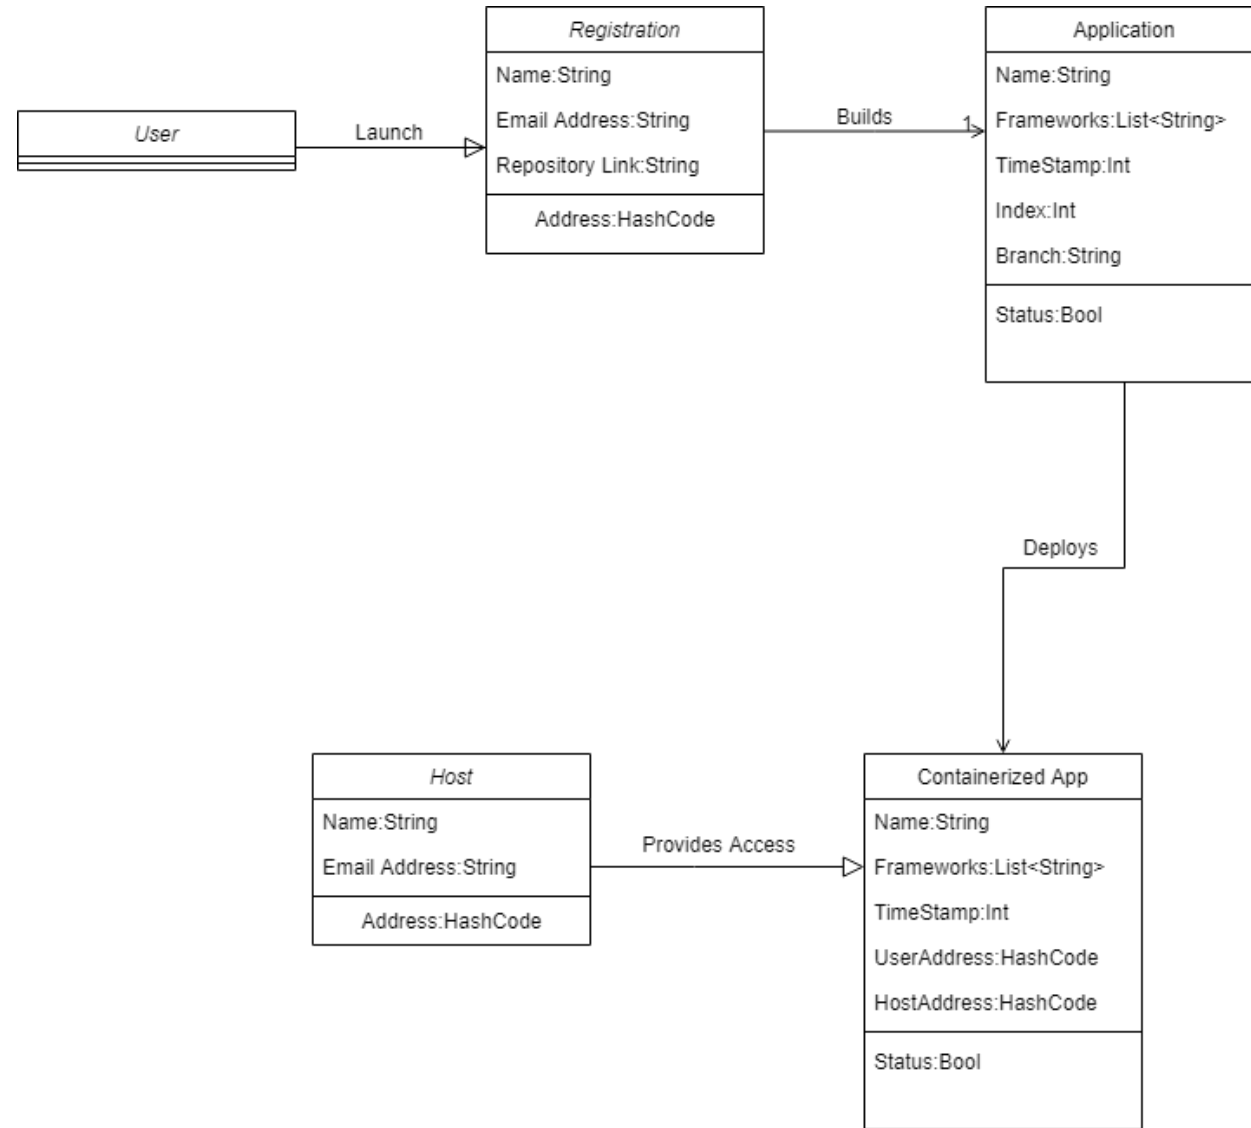 User
Launch
Registration
Name:String
Email Address:String
Repository Link:String
Address:HashCode
Builds
1
Application
Name:String
Frameworks:List<String>
TimeStamp:Int
Index:Int
Branch:String
Status:Bool
Deploys
Host
Name:String
Email Address:String
Address:HashCode
Provides Access
Containerized App
Name:String
Frameworks:List<String>
TimeStamp:Int
UserAddress:HashCode
HostAddress:HashCode
Status:Bool